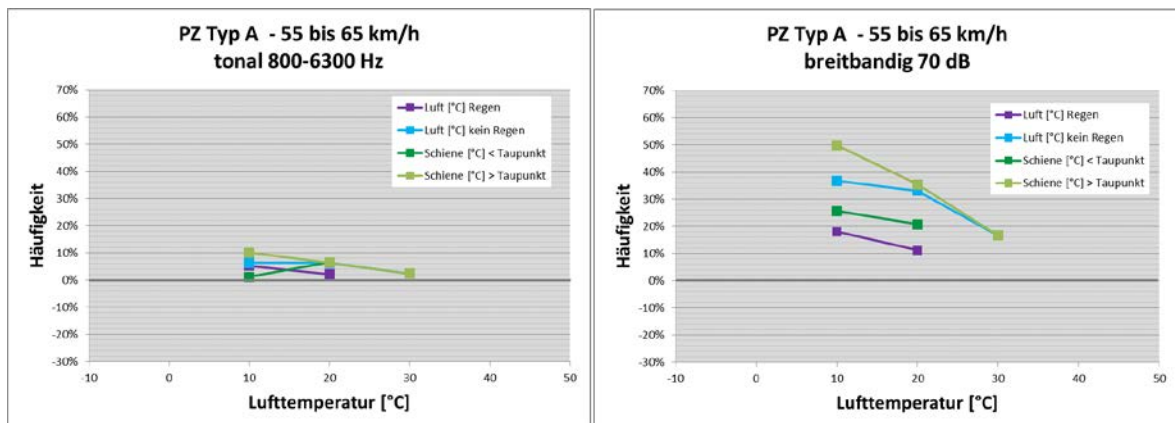 PZ Typ A - 55 bis 65 km/h
tonal 800-6300 Hz
70%
60%
50%
40%
30%
20%
10%
0%
-10%
-20%
-30%
Häufigkeit
Luft [°C] Regen
Luft [°C] kein Regen
Schiene [°C] < Taupunkt
Schiene [°C] > Taupunkt
-10
0
10
20
30
40
50
Lufttemperatur [°C]
PZ Typ A - 55 bis 65 km/h
breitbandig 70 dB
70%
60%
50%
40%
30%
20%
10%
0%
-10%
-20%
-30%
Häufigkeit
Luft [°C] Regen
Luft [°C] kein Regen
Schiene [°C] < Taupunkt
Schiene [°C] > Taupunkt
-10
0
10
20
30
40
50
Lufttemperatur [°C]